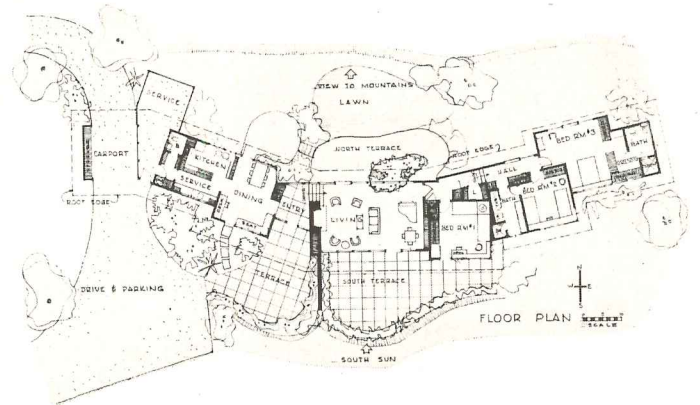 SERVICE
VIEW TO MOUNTAINS
LAWN
CARPORT
KITCHEN
NORTH TERRACE
ROOF EDGE
BED RM. #3
BATH
HALL
SERVICE
DINING
BED RM. #2
BATH
ROOF EDGE
ENTRY
LIVING
BED RM. #1
SEAT
TERRACE
SOUTH TERRACE
DRIVE & PARKING
N
W E
S
FLOOR PLAN
SCALE
SOUTH SUN